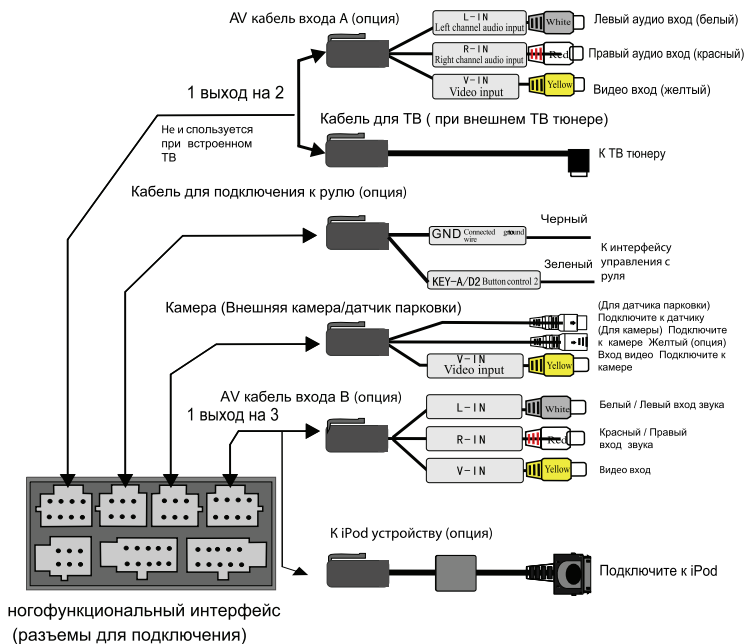 AV кабель входа А (опция)
L-IN
Left channel audio input
White
Левый аудио вход (белый)
R-IN
Right channel audio input
Red
Правый аудио вход (красный)
V-IN
Video input
Yellow
Видео вход (желтый)
1 выход на 2
Не и спользуется
при встроенном
ТВ
Кабель для ТВ ( при внешнем ТВ тюнере)
К ТВ тюнеру
Кабель для подключения к рулю (опция)
GND Connected ground
wire
Черный
KEY-A/D2 Button control 2
Зеленый
К интерфейсу
управления с
руля
Камера (Внешняя камера/датчик парковки)
(Для датчика парковки)
Подключите к датчику
(Для камеры) Подключите
к камере Желтый (опция)
Вход видео Подключите к
камере
V-IN
Video input
Yellow
AV кабель входа В (опция)
1 выход на 3
L-IN
White
Белый / Левый вход звука
R-IN
Red
Красный / Правый
вход звука
V-IN
Yellow
Видео вход
К iPod устройству (опция)
Подключите к iPod
ногофункциональный интерфейс
(разъемы для подключения)